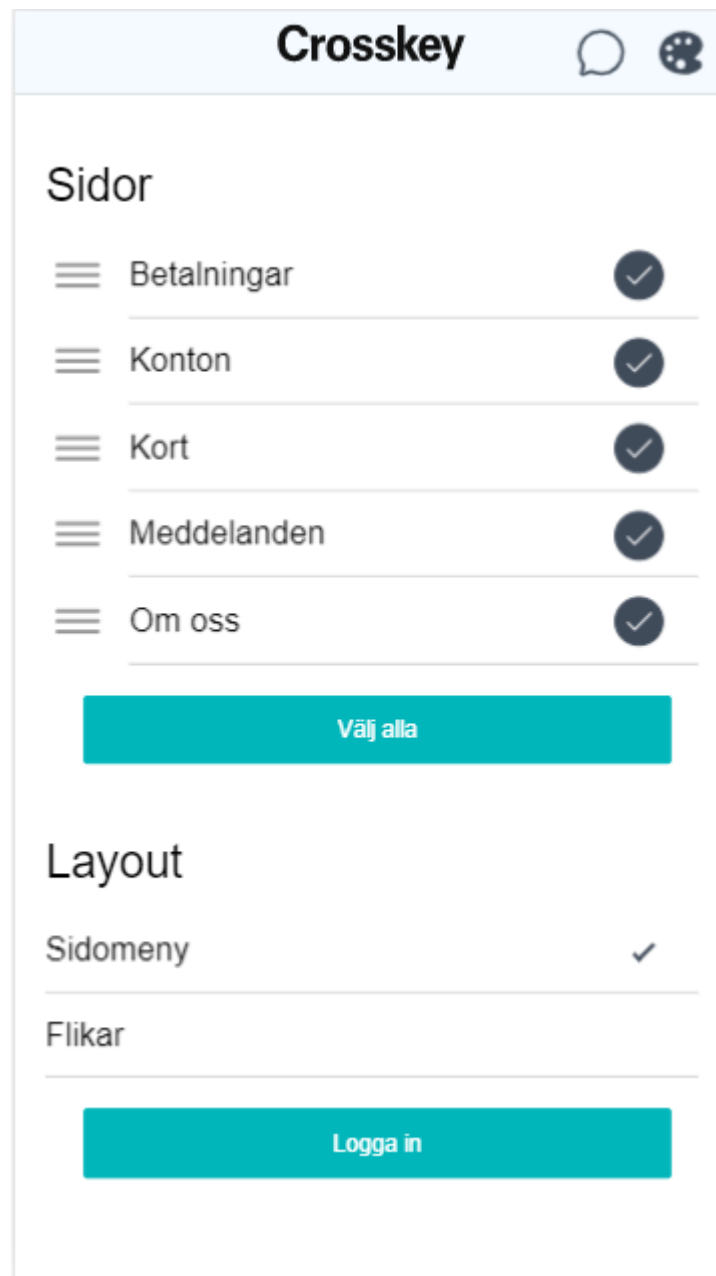 Crosskey
Sidor
Betalningar
Konton
Kort
Meddelanden
Om oss
Välj alla
Layout
Sidomeny
Flikar
Logga in